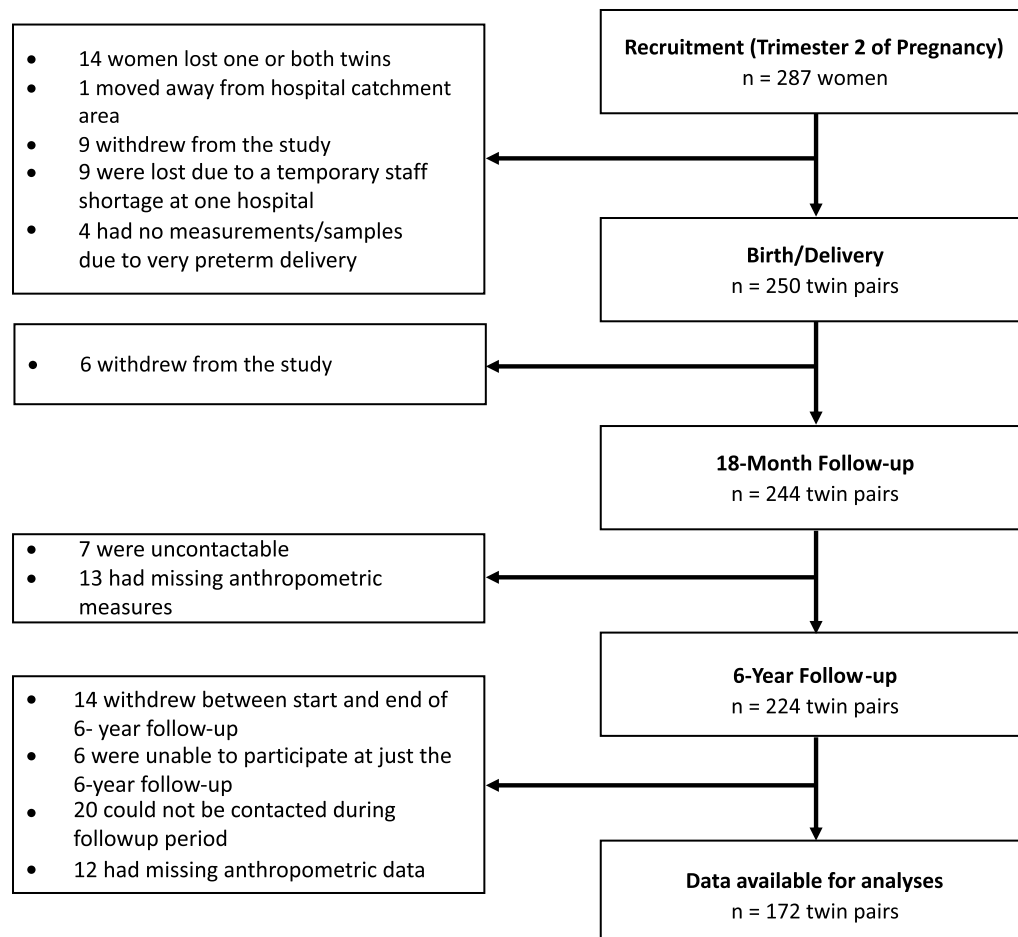 Recruitment (Trimester 2 of Pregnancy)
n = 287 women
• 14 women lost one or both twins
• 1 moved away from hospital catchment
area
• 9 withdrew from the study
• 9 were lost due to a temporary staff
shortage at one hospital
• 4 had no measurements/samples
due to very preterm delivery
Birth/Delivery
n = 250 twin pairs
• 6 withdrew from the study
18-Month Follow-up
n = 244 twin pairs
• 7 were uncontactable
• 13 had missing anthropometric
measures
6-Year Follow-up
n = 224 twin pairs
• 14 withdrew between start and end of
6- year follow-up
• 6 were unable to participate at just the
6-year follow-up
• 20 could not be contacted during
followup period
• 12 had missing anthropometric data
Data available for analyses
n = 172 twin pairs